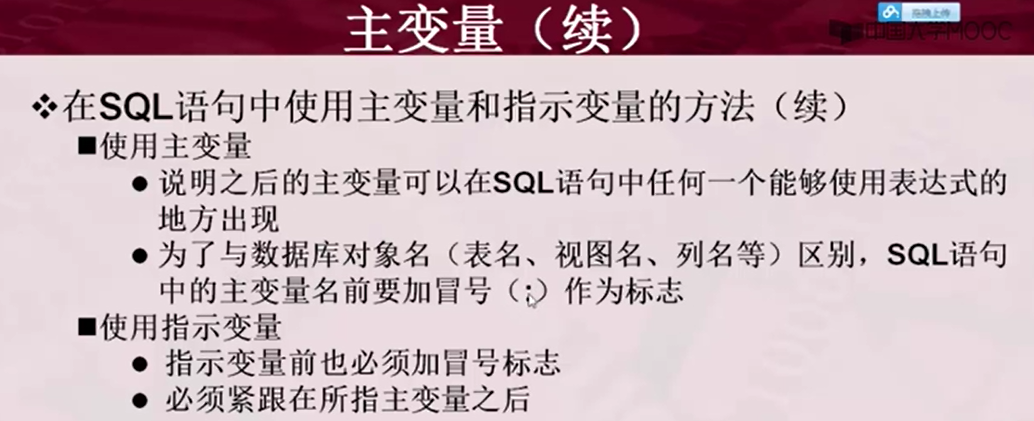 主变量（续）
拖拽上传
中国大学MOOC
❖在SQL语句中使用主变量和指示变量的方法（续）
■使用主变量
● 说明之后的主变量可以在SQL语句中任何一个能够使用表达式的
地方出现
● 为了与数据库对象名（表名、视图名、列名等）区别，SQL语句
中的主变量名前要加冒号（:）作为标志
■使用指示变量
● 指示变量前也必须加冒号标志
● 必须紧跟在所指主变量之后